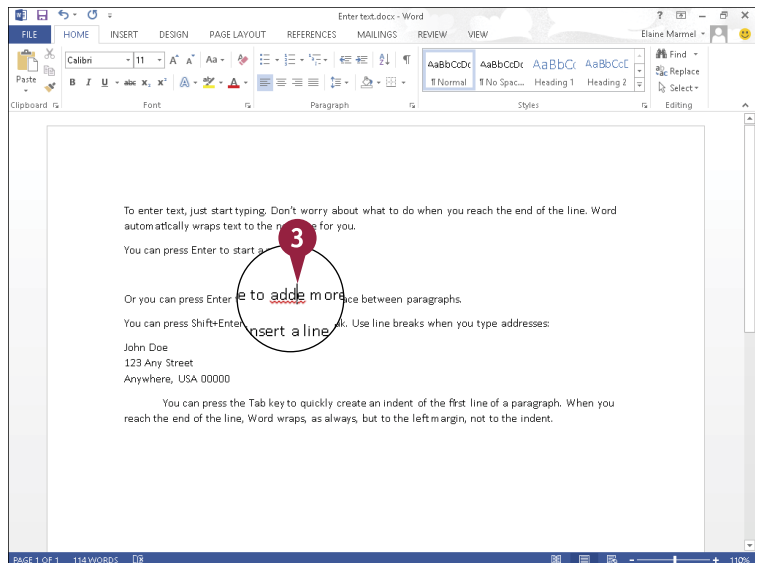 Enter text.docx - Word
FILE HOME INSERT DESIGN PAGE LAYOUT REFERENCES MAILINGS REVIEW VIEW Elaine Marmel
Calibri 11 Aa
Paste
B I U abc X₂ X² A
AaBbCcDc AaBbCcDc AaBbCc AaBbCcD
¶ Normal ¶ No Spac... Heading 1 Heading 2
Find
Replace
Select
Clipboard Font Paragraph Styles Editing
To enter text, just start typing. Don't worry about what to do when you reach the end of the line. Word
automatically wraps text to the ne for you.
3
You can press Enter to start a
e to adde more
Or you can press Enter ace between paragraphs.
nsert a line
You can press Shift+Enter k. Use line breaks when you type addresses:
John Doe
123 Any Street
Anywhere, USA 00000
You can press the Tab key to quickly create an indent of the first line of a paragraph. When you
reach the end of the line, Word wraps, as always, but to the left margin, not to the indent.
PAGE 1 OF 1 114 WORDS 110%